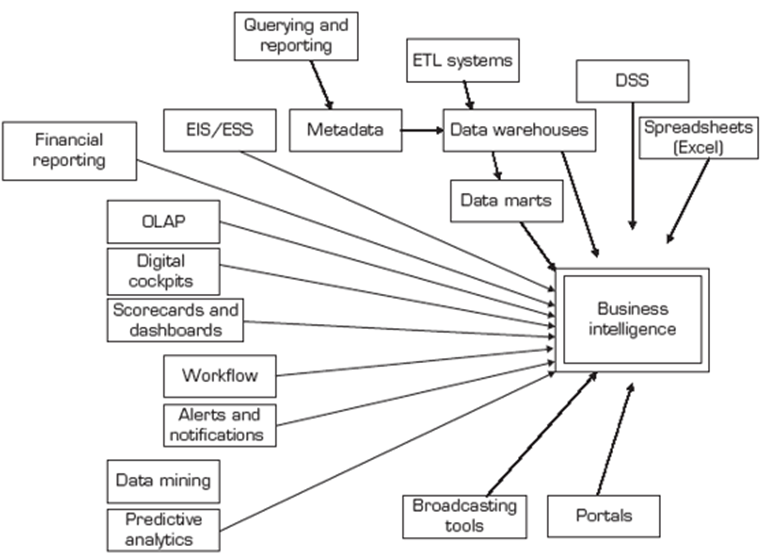 Querying and
reporting
ETL systems
DSS
Financial
reporting
EIS/ESS
Metadata
Data warehouses
Spreadsheets
(Excel)
Data marts
OLAP
Digital
cockpits
Scorecards and
dashboards
Business
intelligence
Workflow
Alerts and
notifications
Data mining
Predictive
analytics
Broadcasting
tools
Portals